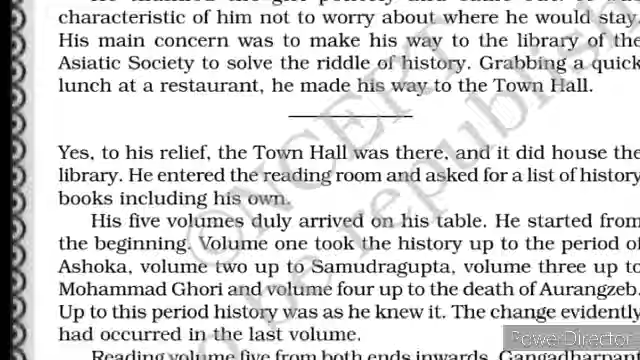 characteristic of him not to worry about where he would stay.
His main concern was to make his way to the library of the
Asiatic Society to solve the riddle of history. Grabbing a quick
lunch at a restaurant, he made his way to the Town Hall.
Yes, to his relief, the Town Hall was there, and it did house the
library. He entered the reading room and asked for a list of history
books including his own.
His five volumes duly arrived on his table. He started from
the beginning. Volume one took the history up to the period of
Ashoka, volume two up to Samudragupta, volume three up to
Mohammad Ghori and volume four up to the death of Aurangzeb.
Up to this period history was as he knew it. The change evidently
had occurred in the last volume.
Reading volume five from both ends inwards, Gangadharpant
© NCERT
be republished
PowerDirector